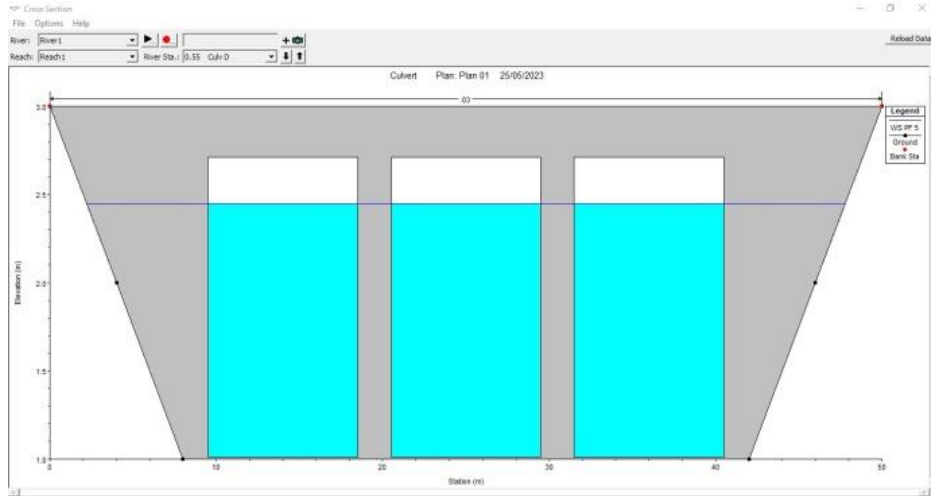 Cross Section
File Options Help
River: River1
Reload Data
Reach: Reach1 River Sta.: 0.55 Culv D
Culvert Plan: Plan 01 25/05/2023
.03
Legend
WS PF 5
Ground
Bank Sta
3.0
2.5
2.0
1.5
1.0
Elevation (m)
0 10 20 30 40 50
Station (m)